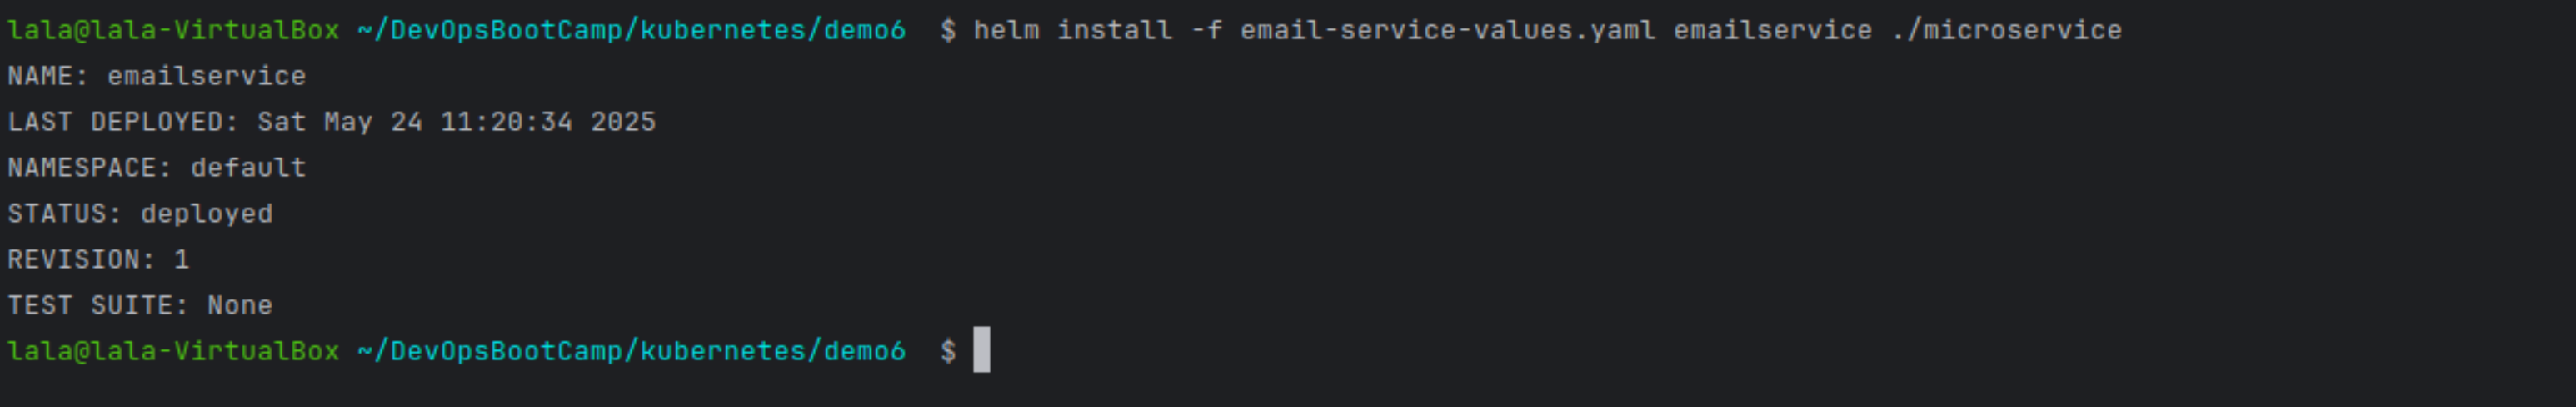 lala@lala-VirtualBox ~/DevOpsBootCamp/kubernetes/demo6  $ helm install -f email-service-values.yaml emailservice ./microservice
NAME: emailservice
LAST DEPLOYED: Sat May 24 11:20:34 2025
NAMESPACE: default
STATUS: deployed
REVISION: 1
TEST SUITE: None
lala@lala-VirtualBox ~/DevOpsBootCamp/kubernetes/demo6  $